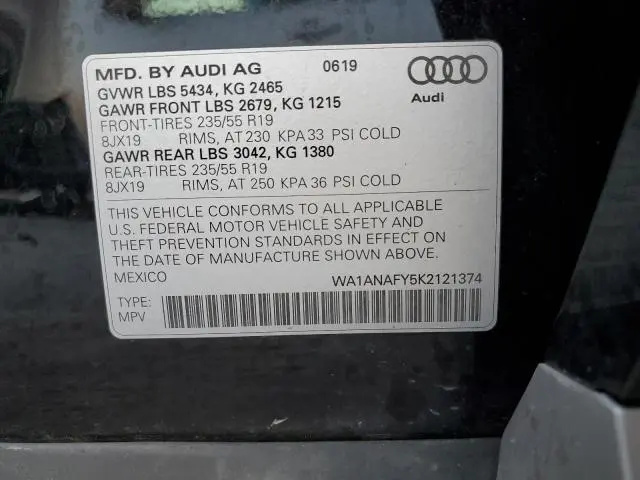 MFD. BY AUDI AG 0619
GVWR LBS 5434, KG 2465
GAWR FRONT LBS 2679, KG 1215
Audi
FRONT-TIRES 235/55 R19
8JX19 RIMS, AT 230 KPA 33 PSI COLD
GAWR REAR LBS 3042, KG 1380
REAR-TIRES 235/55 R19
8JX19 RIMS, AT 250 KPA 36 PSI COLD
THIS VEHICLE CONFORMS TO ALL APPLICABLE
U.S. FEDERAL MOTOR VEHICLE SAFETY AND
THEFT PREVENTION STANDARDS IN EFFECT ON
THE DATE OF MANUFACTURE SHOWN ABOVE.
MEXICO WA1ANAFY5K2121374
TYPE:
MPV